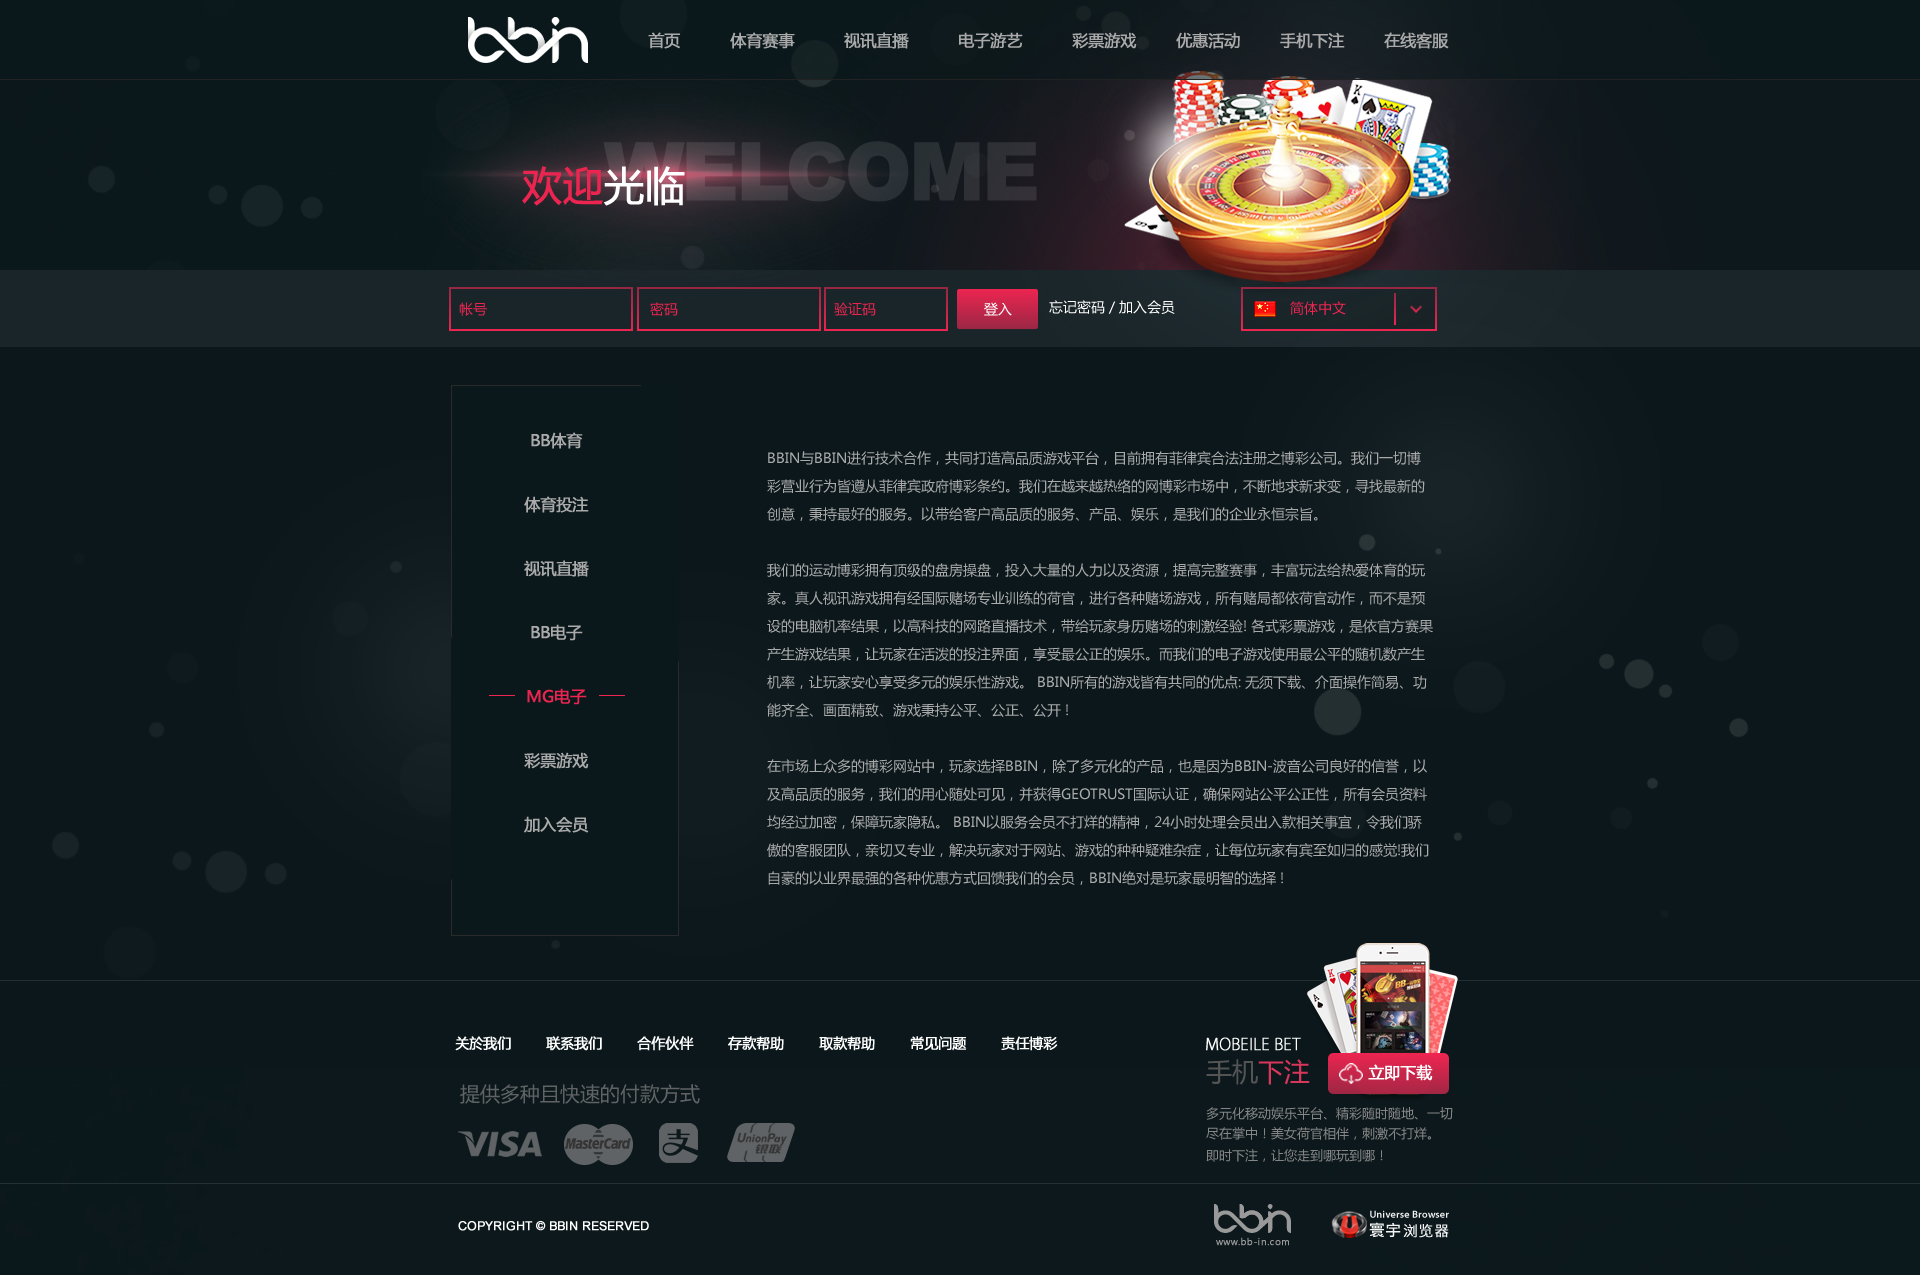 bbin
首页 体育赛事 视讯直播 电子游艺 彩票游戏 优惠活动 手机下注 在线客服
WELCOME
欢迎光临
帐号 密码 验证码 登入 忘记密码 / 加入会员 简体中文
BB体育
体育投注
视讯直播
BB电子
MG电子
彩票游戏
加入会员
BBIN与BBIN进行技术合作，共同打造高品质游戏平台，目前拥有菲律宾合法注册之博彩公司。我们一切博
彩营业行为皆遵从菲律宾政府博彩条约。我们在越来越热络的网博彩市场中，不断地求新求变，寻找最新的
创意，秉持最好的服务。以带给客户高品质的服务、产品、娱乐，是我们的企业永恒宗旨。
我们的运动博彩拥有顶级的盘房操盘，投入大量的人力以及资源，提高完整赛事，丰富玩法给热爱体育的玩
家。真人视讯游戏拥有经国际赌场专业训练的荷官，进行各种赌场游戏，所有赌局都依荷官动作，而不是预
设的电脑机率结果，以高科技的网路直播技术，带给玩家身历赌场的刺激经验! 各式彩票游戏，是依官方赛果
产生游戏结果，让玩家在活泼的投注界面，享受最公正的娱乐。而我们的电子游戏使用最公平的随机数产生
机率，让玩家安心享受多元的娱乐性游戏。 BBIN所有的游戏皆有共同的优点: 无须下载、介面操作简易、功
能齐全、画面精致、游戏秉持公平、公正、公开！
在市场上众多的博彩网站中，玩家选择BBIN，除了多元化的产品，也是因为BBIN-波音公司良好的信誉，以
及高品质的服务，我们的用心随处可见，并获得GEOTRUST国际认证，确保网站公平公正性，所有会员资料
均经过加密，保障玩家隐私。 BBIN以服务会员不打烊的精神，24小时处理会员出入款相关事宜，令我们骄
傲的客服团队，亲切又专业，解决玩家对于网站、游戏的种种疑难杂症，让每位玩家有宾至如归的感觉!我们
自豪的以业界最强的各种优惠方式回馈我们的会员，BBIN绝对是玩家最明智的选择！
关於我们 联系我们 合作伙伴 存款帮助 取款帮助 常见问题 责任博彩
提供多种且快速的付款方式
VISA MasterCard 支 UnionPay 银联
MOBEILE BET
手机下注
立即下载
多元化移动娱乐平台、精彩随时随地、一切
尽在掌中！美女荷官相伴，刺激不打烊。
即时下注，让您走到哪玩到哪！
COPYRIGHT © BBIN RESERVED
bbin
www.bb-in.com
Universe Browser
寰宇浏览器